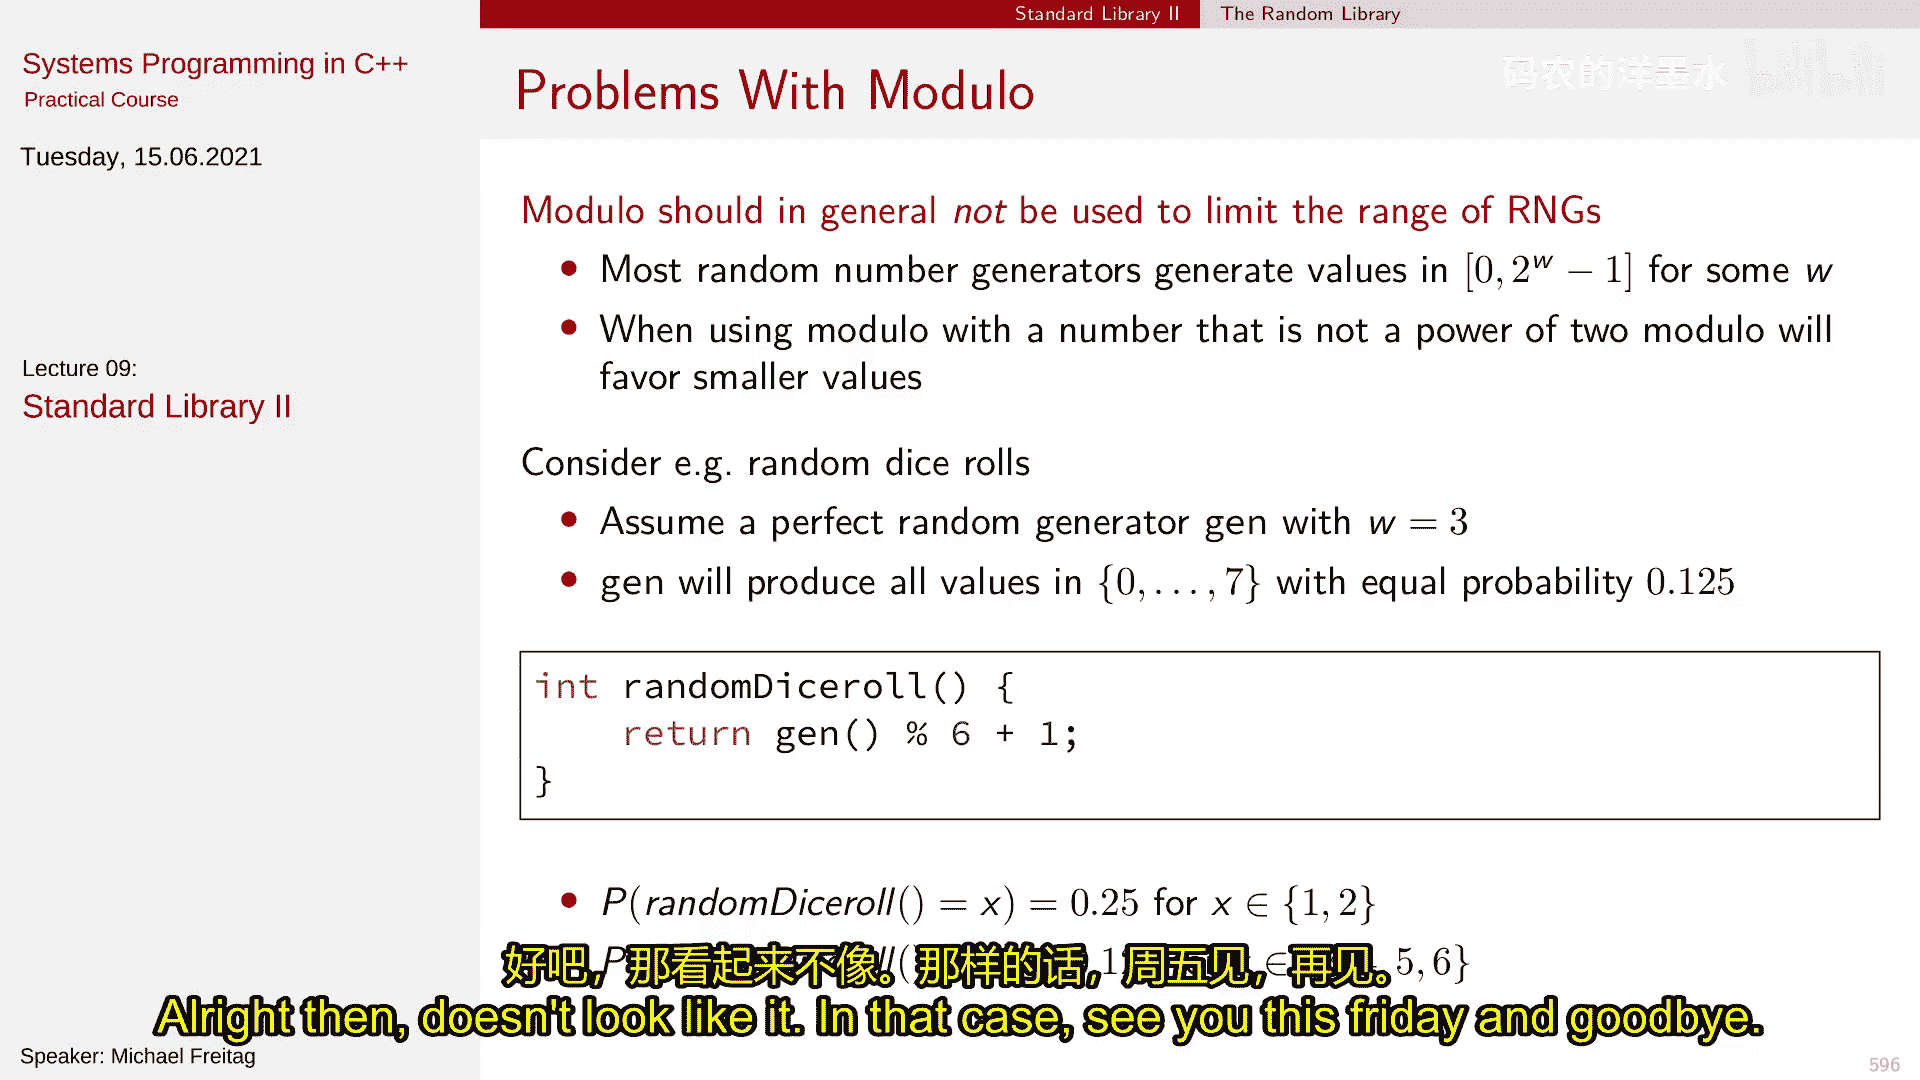 Standard Library II The Random Library
Systems Programming in C++
Practical Course
Tuesday, 15.06.2021
Lecture 09:
Standard Library II
Problems With Modulo
码农的洋墨水
Modulo should in general not be used to limit the range of RNGs
• Most random number generators generate values in [0, 2^w − 1] for some w
• When using modulo with a number that is not a power of two modulo will
favor smaller values
Consider e.g. random dice rolls
• Assume a perfect random generator gen with w = 3
• gen will produce all values in {0, . . . , 7} with equal probability 0.125
int randomDiceroll() {
return gen() % 6 + 1;
}
• P(randomDiceroll() = x) = 0.25 for x ∈ {1, 2}
5, 6}
好吧，那看起来不像。那样的话，周五见，再见。
Alright then, doesn't look like it. In that case, see you this friday and goodbye.
Speaker: Michael Freitag
596